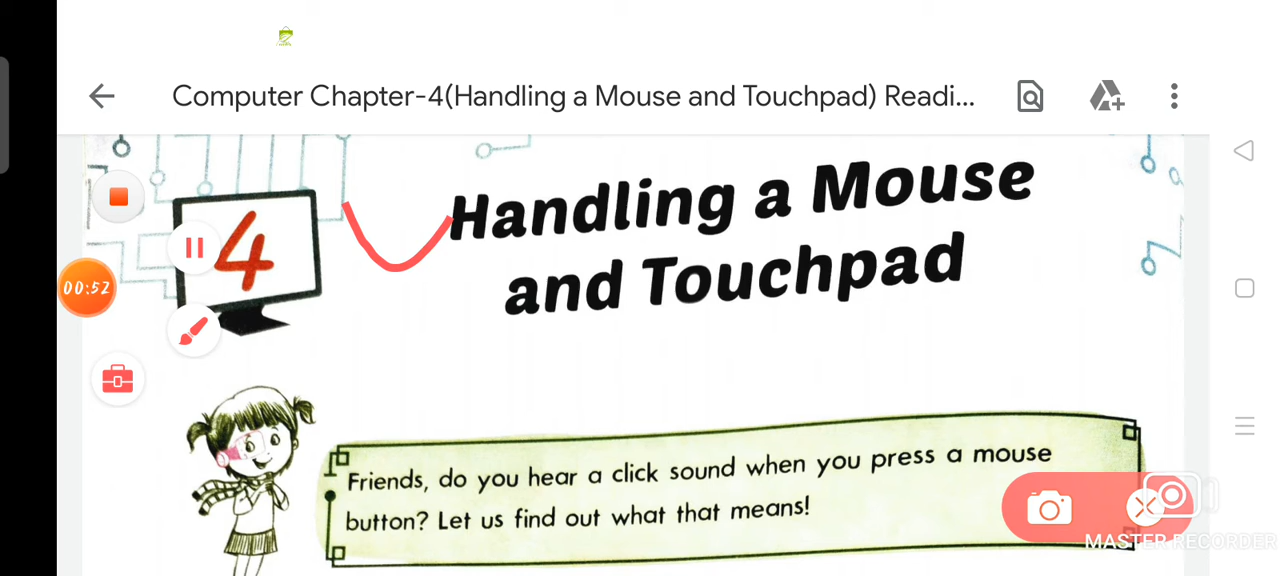 Computer Chapter-4(Handling a Mouse and Touchpad) Readi...
4
Handling a Mouse
and Touchpad
00:52
Friends, do you hear a click sound when you press a mouse
button? Let us find out what that means!
MASTER RECORDER